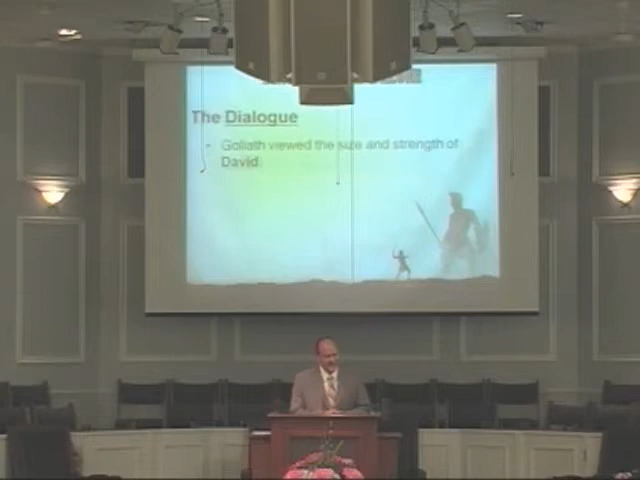 The Dialogue
- Goliath viewed the size and strength of
David.